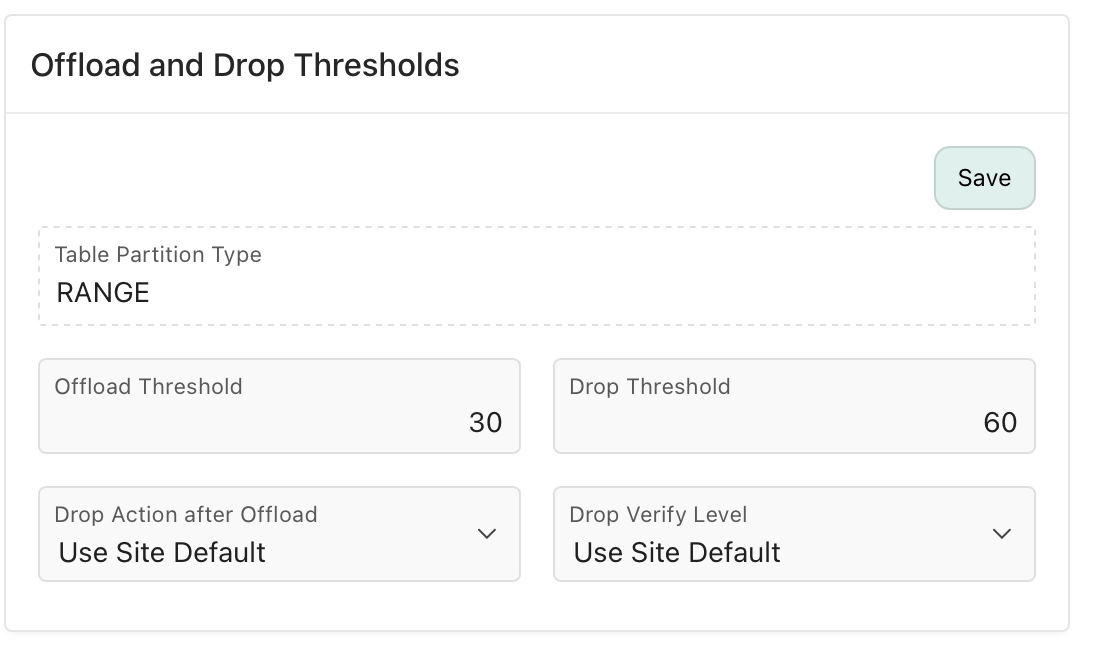 Offload and Drop Thresholds
Save
Table Partition Type
RANGE
Offload Threshold
30
Drop Threshold
60
Drop Action after Offload
Use Site Default
Drop Verify Level
Use Site Default